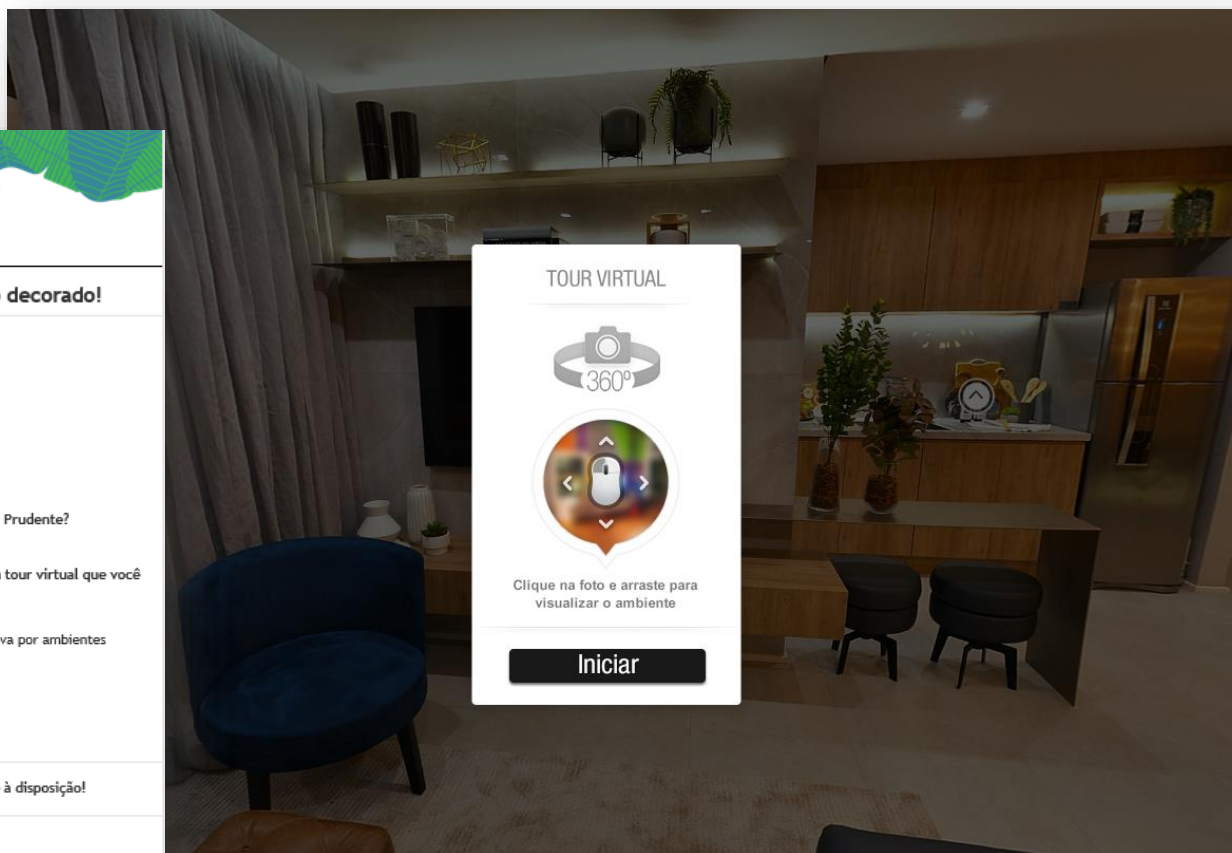 decorado!
Prudente?
tour virtual que você
va por ambientes
à disposição!
TOUR VIRTUAL
360º
Clique na foto e arraste para
visualizar o ambiente
Iniciar